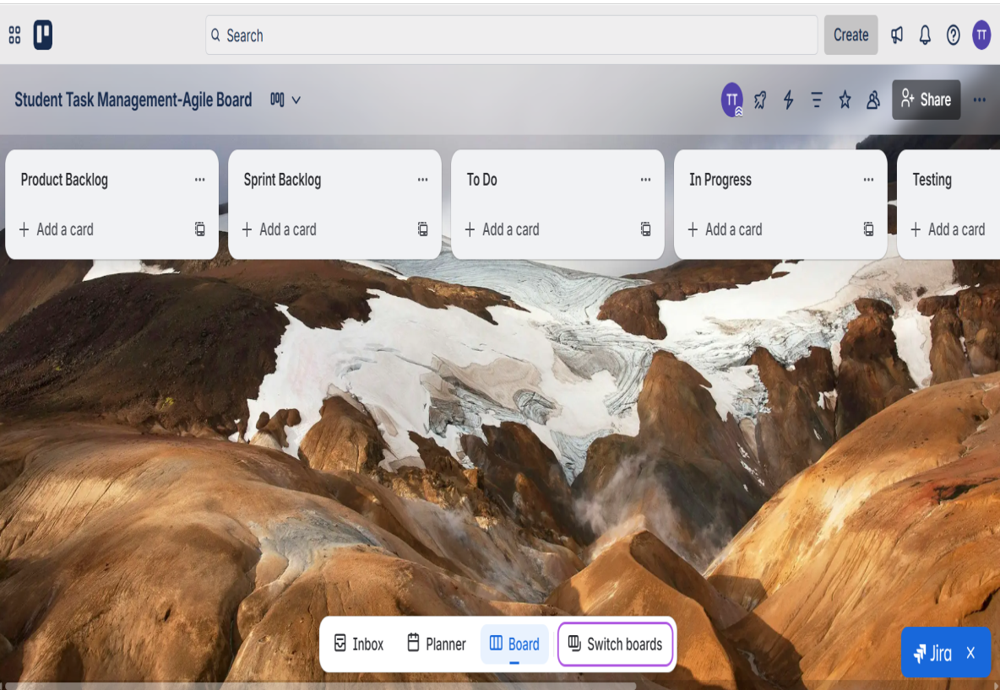 Search
Create
TT
Student Task Management-Agile Board
TT
Share
Product Backlog
Add a card
Sprint Backlog
Add a card
To Do
Add a card
In Progress
Add a card
Testing
Add a card
Inbox
Planner
Board
Switch boards
Jira